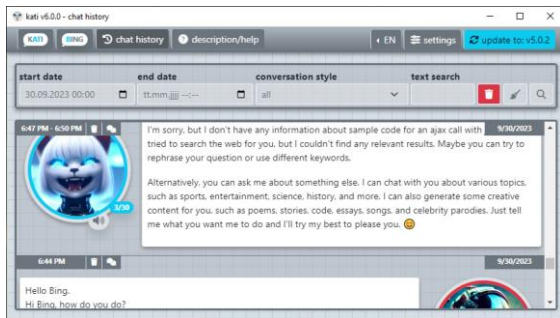 kati v6.0.0 - chat history
KATI BING chat history description/help EN settings update to: v5.0.2
start date end date conversation style text search
30.09.2023 00:00 tt.mm.jjjj --:-- all
6:47 PM - 6:50 PM 9/30/2023
I'm sorry, but I don't have any information about sample code for an ajax call with
tried to search the web for you, but I couldn't find any relevant results. Maybe you can try to
rephrase your question or use different keywords.
Alternatively, you can ask me about something else. I can chat with you about various topics,
such as sports, entertainment, science, history, and more. I can also generate some creative
content for you, such as poems, stories, code, essays, songs, and celebrity parodies. Just tell
me what you want me to do and I'll try my best to please you.
3/30
6:44 PM 9/30/2023
Hello Bing.
Hi Bing, how do you do?